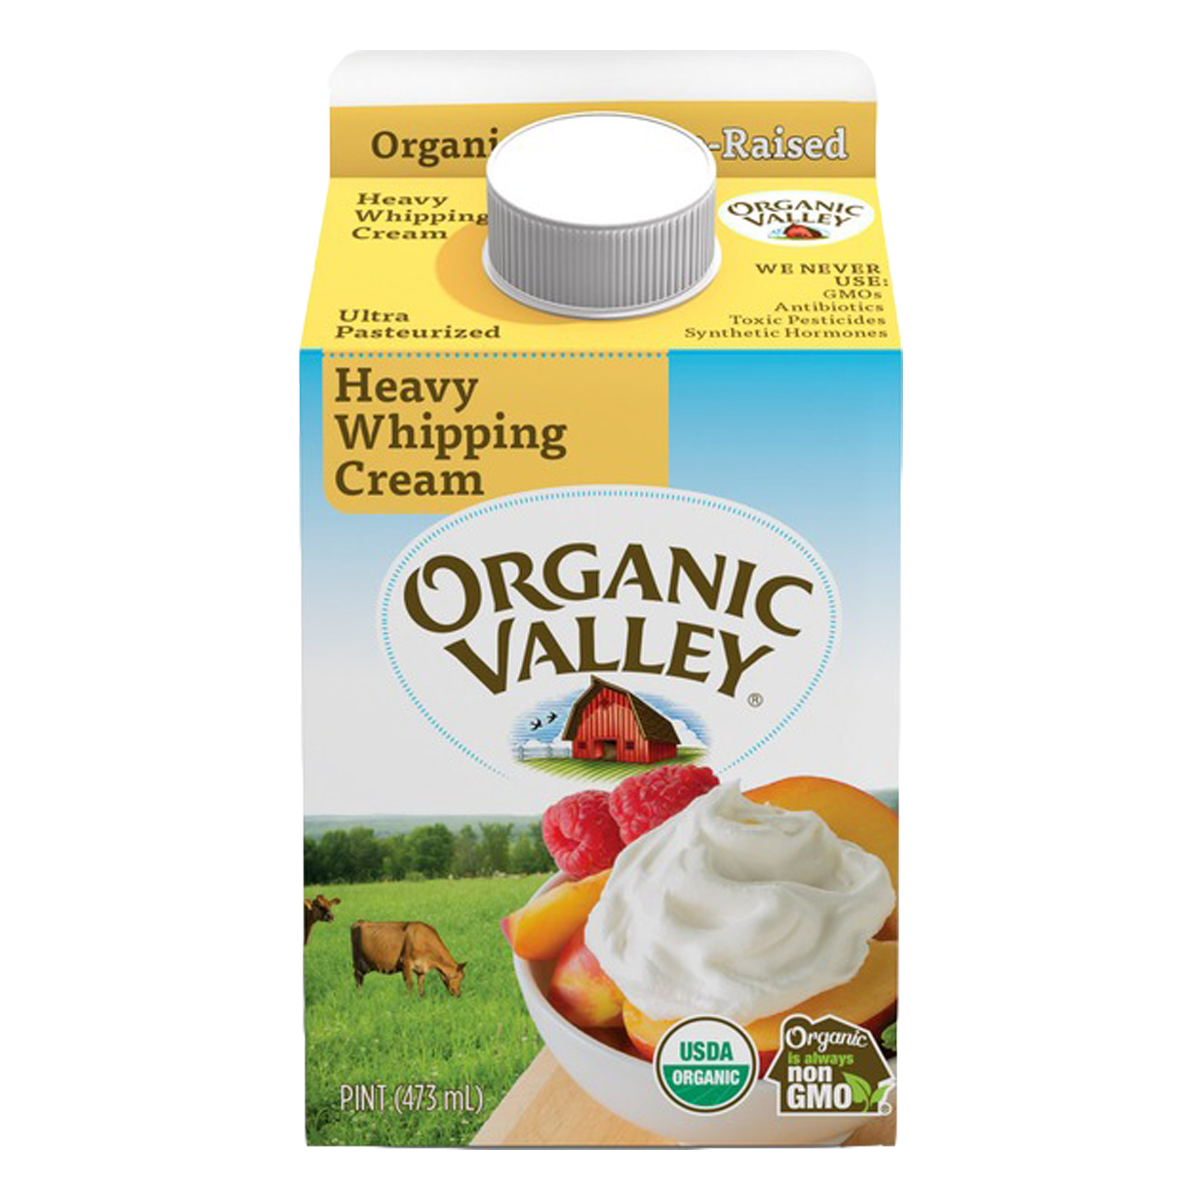 Organi
-Raised
Heavy
Whipping
Cream
ORGANIC
VALLEY
WE NEVER
USE:
GMOs
Antibiotics
Toxic Pesticides
Synthetic Hormones
Ultra
Pasteurized
Heavy
Whipping
Cream
ORGANIC
VALLEY
®
USDA
ORGANIC
Organic
is always
non
GMO
PINT (473 mL)